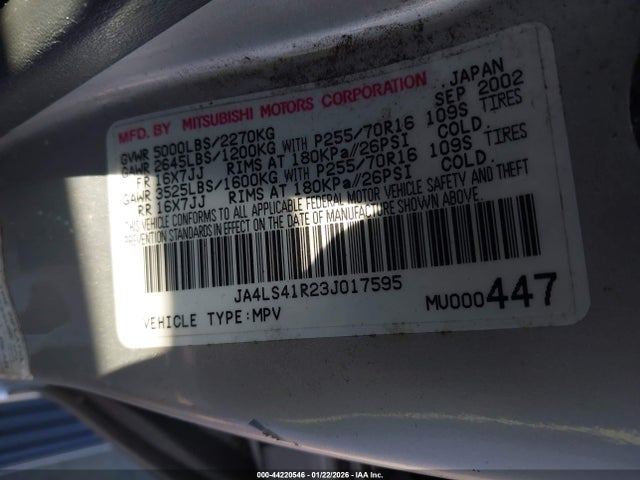 MFD. BY MITSUBISHI MOTORS CORPORATION JAPAN
GVWR 5000LBS/2270KG SEP 2002
GAWR 2645LBS/1200KG WITH P255/70R16 109S TIRES
FR 16X7JJ RIMS AT 180KPA//26PSI COLD.
GAWR 3525LBS/1600KG WITH P255/70R16 109S TIRES
RR 16X7JJ RIMS AT 180KPA//26PSI COLD.
THIS VEHICLE CONFORMS TO ALL APPLICABLE FEDERAL MOTOR VEHICLE SAFETY AND THEFT
PREVENTION STANDARDS IN EFFECT ON THE DATE OF MANUFACTURE SHOWN ABOVE.
JA4LS41R23J017595
VEHICLE TYPE:MPV MU000447
000-44220546 - 01/22/2026 - IAA Holdings, LLC